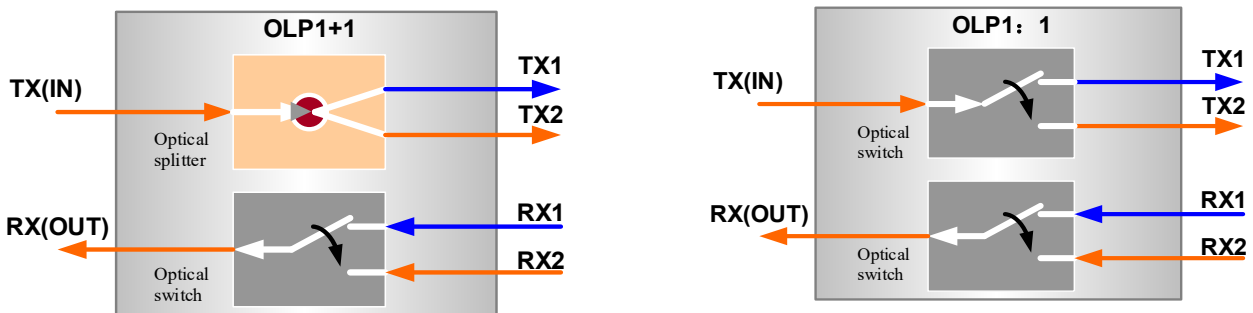 OLP1+1
TX(IN)
TX1
TX2
Optical
splitter
RX(OUT)
RX1
RX2
Optical
switch
OLP1：1
TX(IN)
TX1
TX2
Optical
switch
RX(OUT)
RX1
RX2
Optical
switch